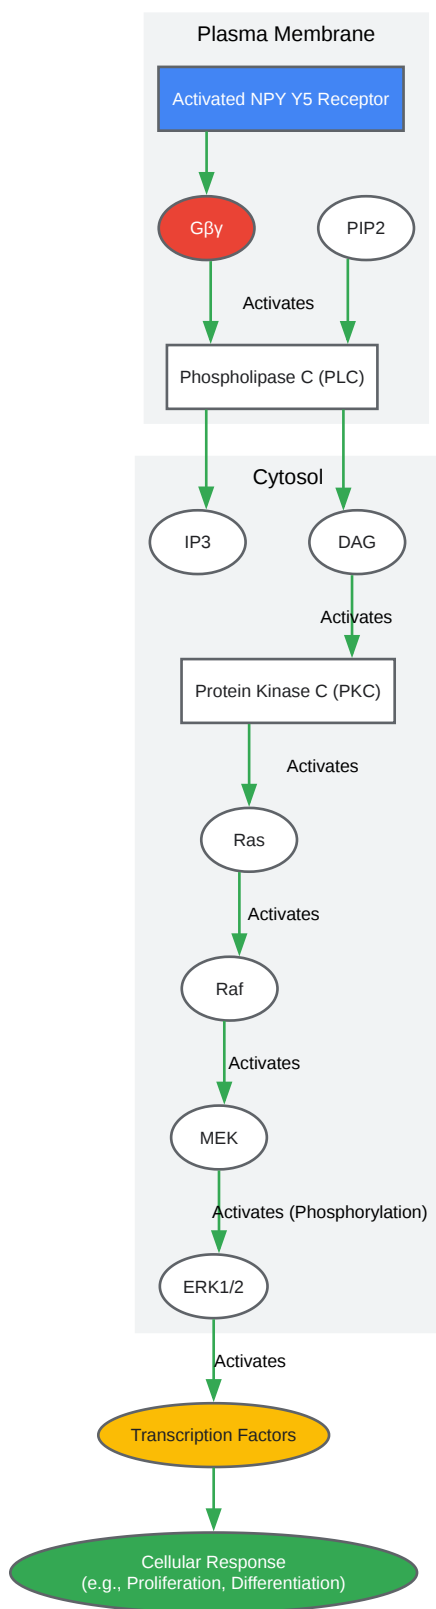 Plasma Membrane
Activated NPY Y5 Receptor
Gβγ
PIP2
Activates
Phospholipase C (PLC)
Cytosol
IP3
DAG
Activates
Protein Kinase C (PKC)
Activates
Ras
Activates
Raf
Activates
MEK
Activates (Phosphorylation)
ERK1/2
Activates
Transcription Factors
Cellular Response
(e.g., Proliferation, Differentiation)